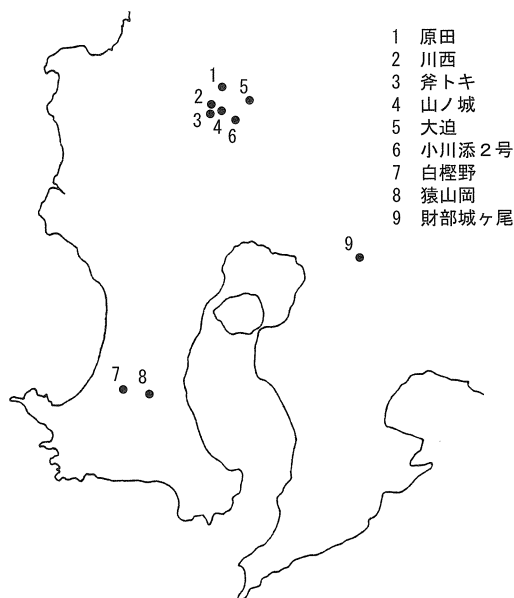 1 原田
2 川西
3 斧トキ
4 山ノ城
5 大迫
6 小川添２号
7 白樫野
8 猿山岡
9 財部城ヶ尾
1
5
2
3
4
6
9
7
8